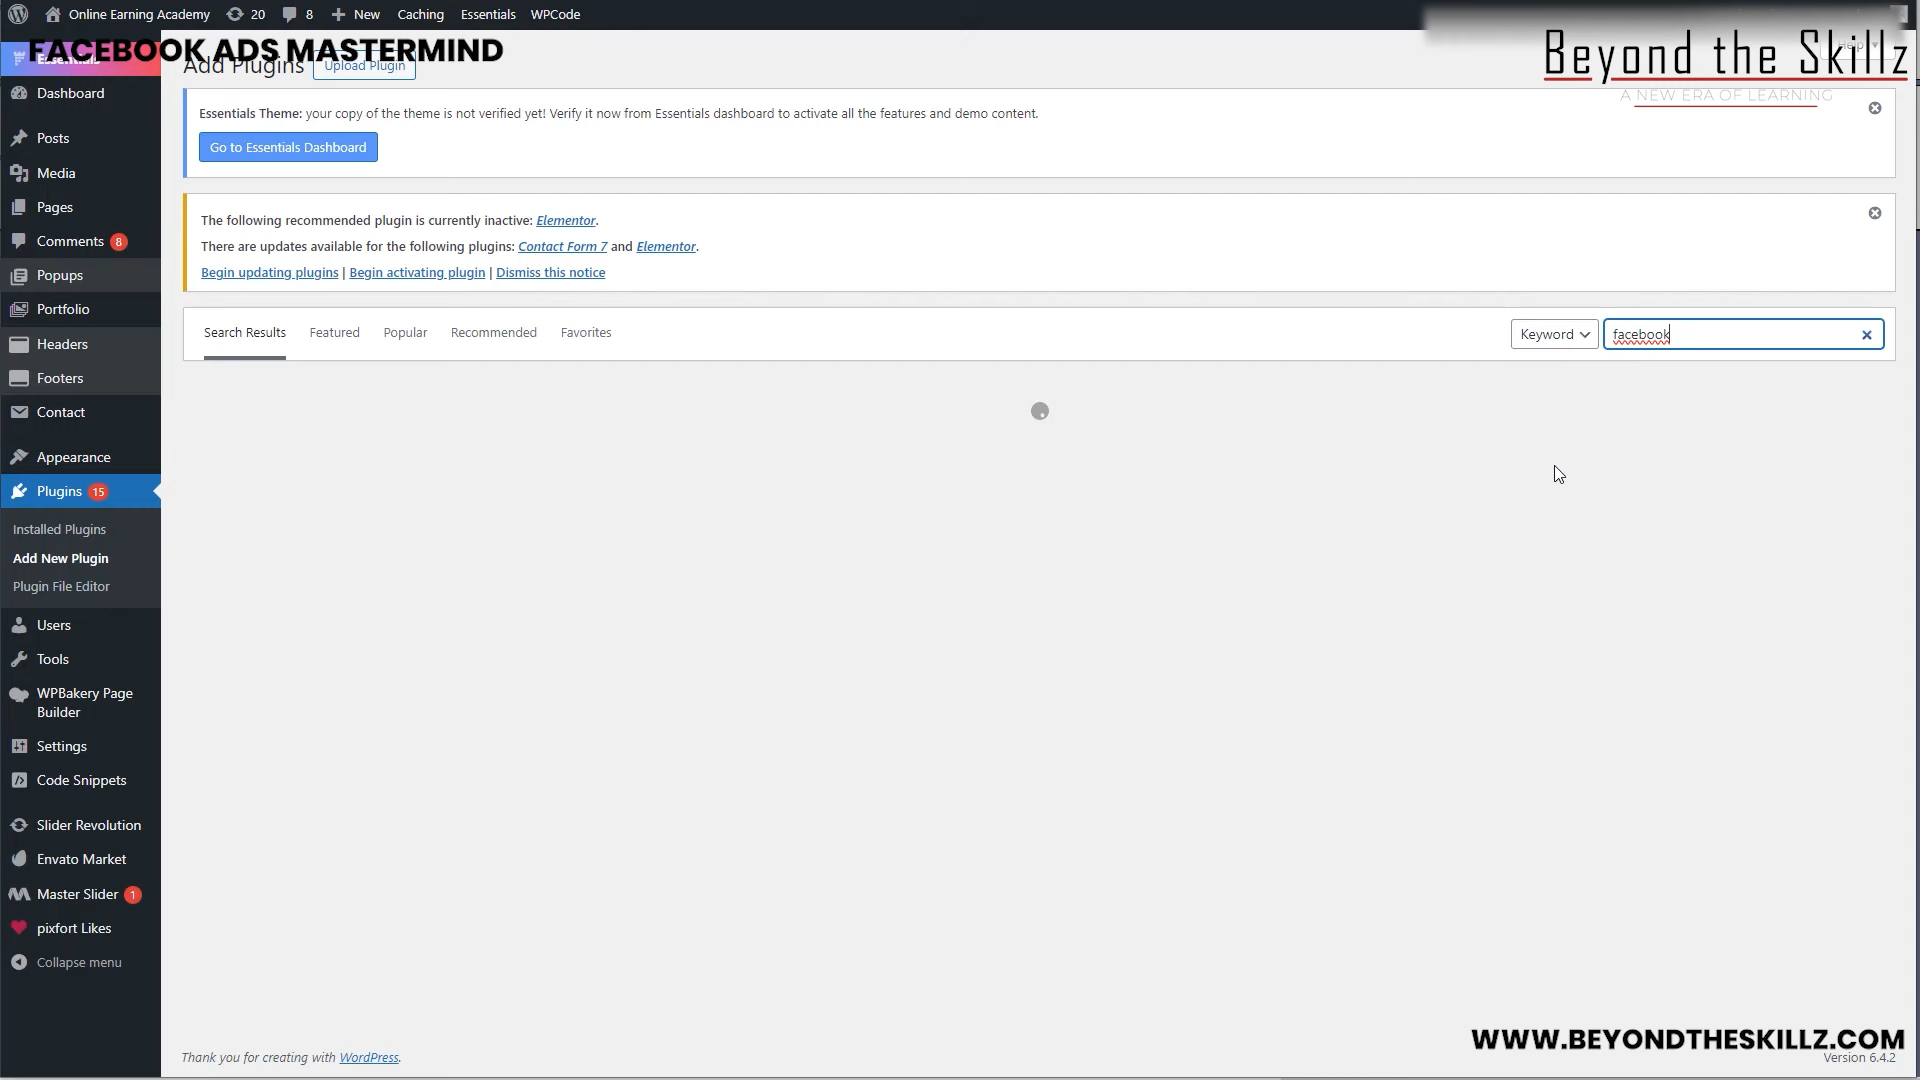 Online Earning Academy 20 8 New Caching Essentials WPCode
FACEBOOK ADS MASTERMIND
Essentials
Add Plugins Upload Plugin
Help
Beyond the Skillz
A NEW ERA OF LEARNING
Dashboard
Posts
Media
Pages
Comments 8
Popups
Portfolio
Headers
Footers
Contact
Appearance
Plugins 15
Installed Plugins
Add New Plugin
Plugin File Editor
Users
Tools
WPBakery Page
Builder
Settings
Code Snippets
Slider Revolution
Envato Market
Master Slider 1
pixfort Likes
Collapse menu
Essentials Theme: your copy of the theme is not verified yet! Verify it now from Essentials dashboard to activate all the features and demo content.
Go to Essentials Dashboard
The following recommended plugin is currently inactive: Elementor.
There are updates available for the following plugins: Contact Form 7 and Elementor.
Begin updating plugins | Begin activating plugin | Dismiss this notice
Search Results Featured Popular Recommended Favorites Keyword facebook
WWW.BEYONDTHESKILLZ.COM
Thank you for creating with WordPress. Version 6.4.2